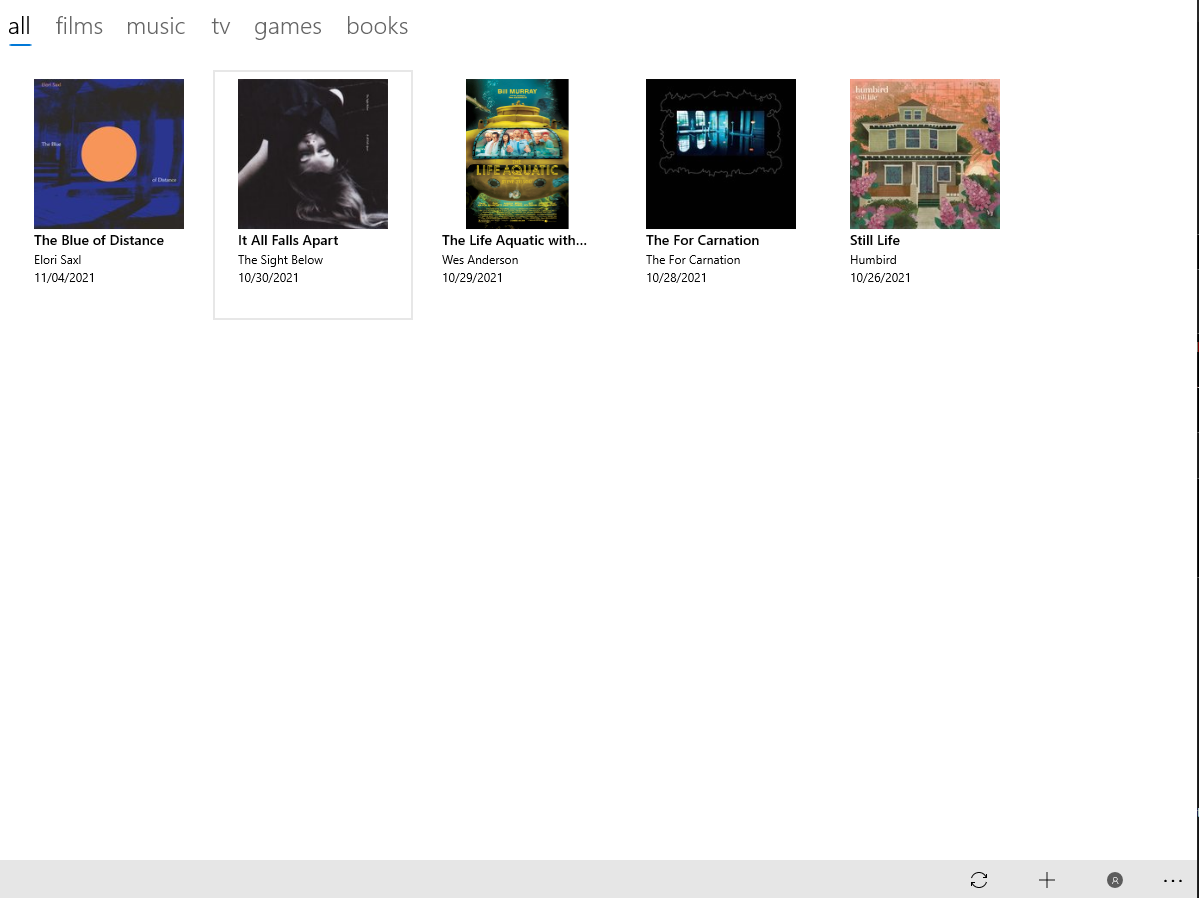 all films music tv games books
Elori Saxl
The Blue
of Distance
BILL MURRAY
LIFE AQUATIC
humbird
still life
The Blue of Distance
Elori Saxl
11/04/2021
It All Falls Apart
The Sight Below
10/30/2021
The Life Aquatic with...
Wes Anderson
10/29/2021
The For Carnation
The For Carnation
10/28/2021
Still Life
Humbird
10/26/2021